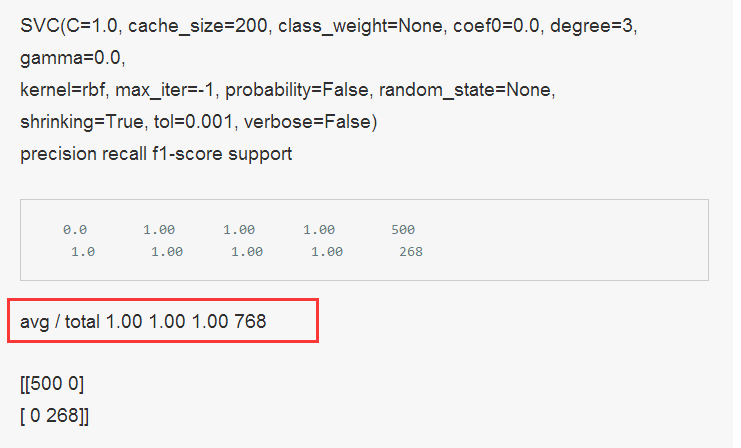 SVC(C=1.0, cache_size=200, class_weight=None, coef0=0.0, degree=3,
gamma=0.0,
kernel=rbf, max_iter=-1, probability=False, random_state=None,
shrinking=True, tol=0.001, verbose=False)
precision recall f1-score support
0.0 1.00 1.00 1.00 500
1.0 1.00 1.00 1.00 268
avg / total 1.00 1.00 1.00 768
[[500 0]
[ 0 268]]